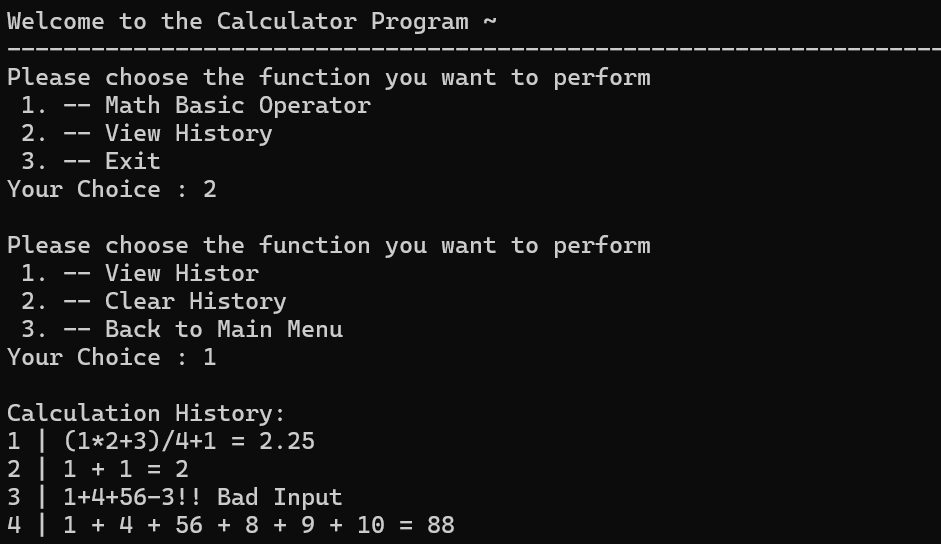 Welcome to the Calculator Program ~
-------------------------------------------------------------------
Please choose the function you want to perform
 1. -- Math Basic Operator
 2. -- View History
 3. -- Exit
Your Choice : 2

Please choose the function you want to perform
 1. -- View Histor
 2. -- Clear History
 3. -- Back to Main Menu
Your Choice : 1

Calculation History:
1 | (1*2+3)/4+1 = 2.25
2 | 1 + 1 = 2
3 | 1+4+56-3!! Bad Input
4 | 1 + 4 + 56 + 8 + 9 + 10 = 88